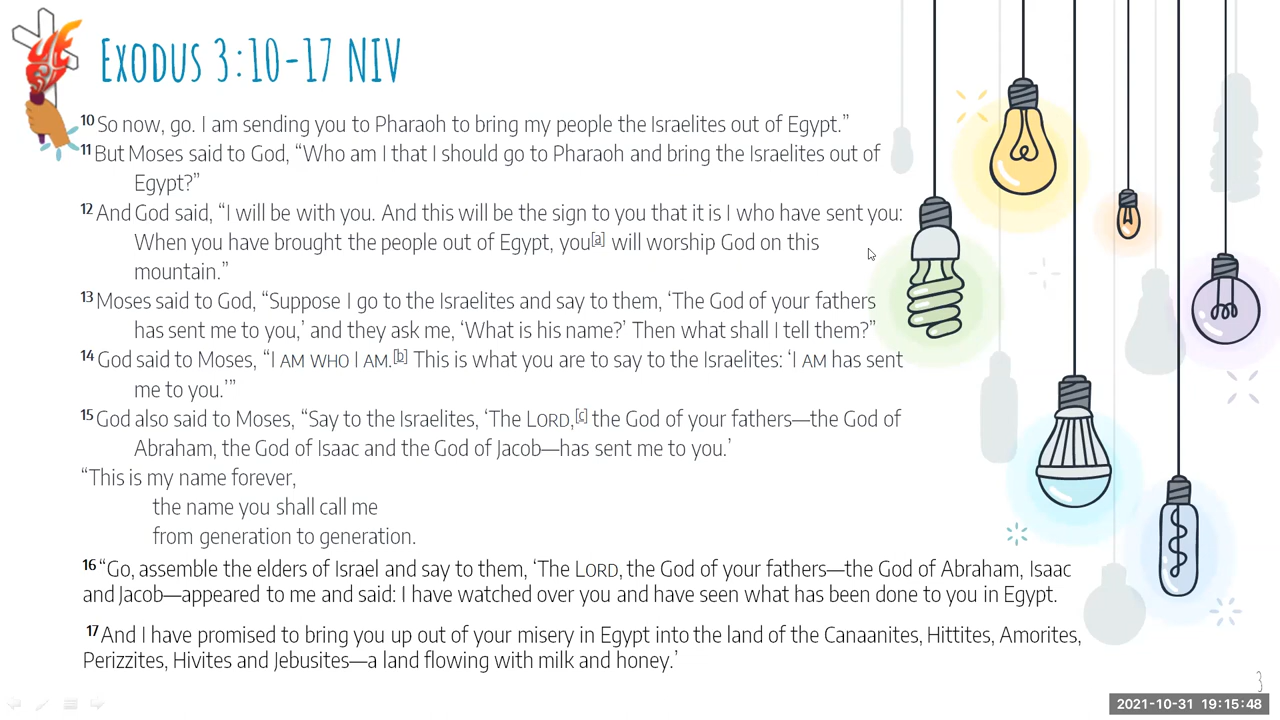 Exodus 3:10-17 NIV
10 So now, go. I am sending you to Pharaoh to bring my people the Israelites out of Egypt.”
11 But Moses said to God, “Who am I that I should go to Pharaoh and bring the Israelites out of
Egypt?”
12 And God said, “I will be with you. And this will be the sign to you that it is I who have sent you:
When you have brought the people out of Egypt, you[a] will worship God on this
mountain.”
13 Moses said to God, “Suppose I go to the Israelites and say to them, ‘The God of your fathers
has sent me to you,’ and they ask me, ‘What is his name?’ Then what shall I tell them?”
14 God said to Moses, “I AM WHO I AM.[b] This is what you are to say to the Israelites: ‘I AM has sent
me to you.’”
15 God also said to Moses, “Say to the Israelites, ‘The LORD,[c] the God of your fathers—the God of
Abraham, the God of Isaac and the God of Jacob—has sent me to you.’
“This is my name forever,
the name you shall call me
from generation to generation.
16 “Go, assemble the elders of Israel and say to them, ‘The LORD, the God of your fathers—the God of Abraham, Isaac
and Jacob—appeared to me and said: I have watched over you and have seen what has been done to you in Egypt.
17 And I have promised to bring you up out of your misery in Egypt into the land of the Canaanites, Hittites, Amorites,
Perizzites, Hivites and Jebusites—a land flowing with milk and honey.’
3
2021-10-31 19:15:48